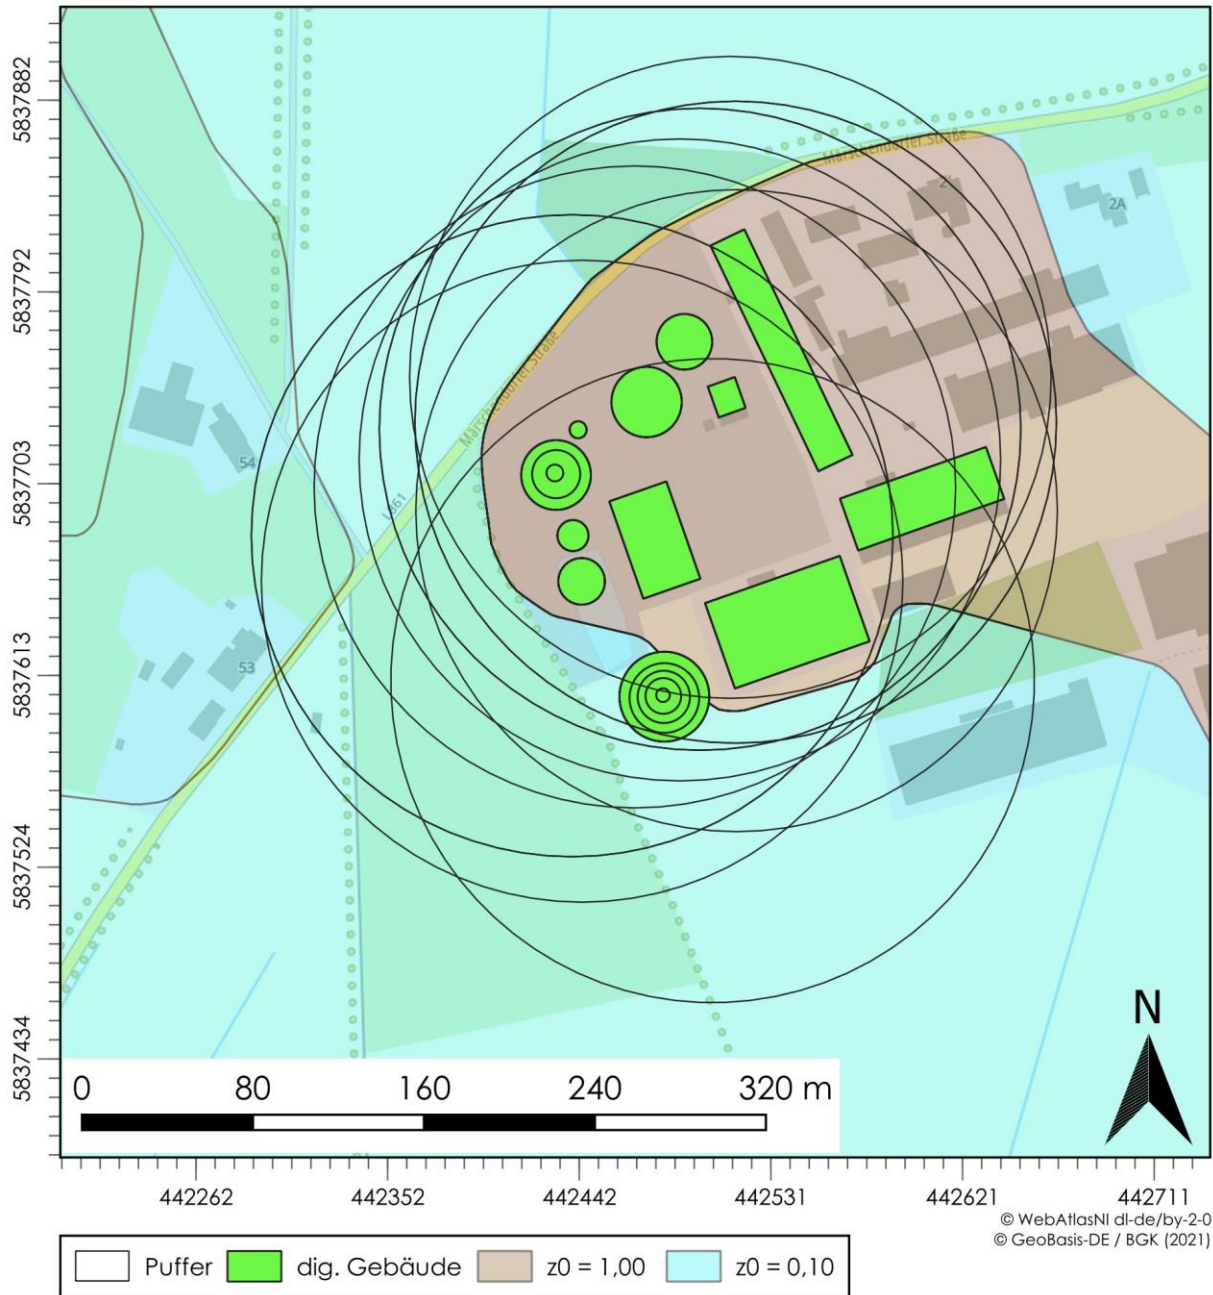 5837882
5837792
5837703
5837613
5837524
5837434
Marschendorfer Straße
2
2A
Marschendorfer Straße
54
L861
53
N
0 80 160 240 320 m
442262 442352 442442 442531 442621 442711
© WebAtlasNI dl-de/by-2-0
© GeoBasis-DE / BGK (2021)
Puffer dig. Gebäude z0 = 1,00 z0 = 0,10